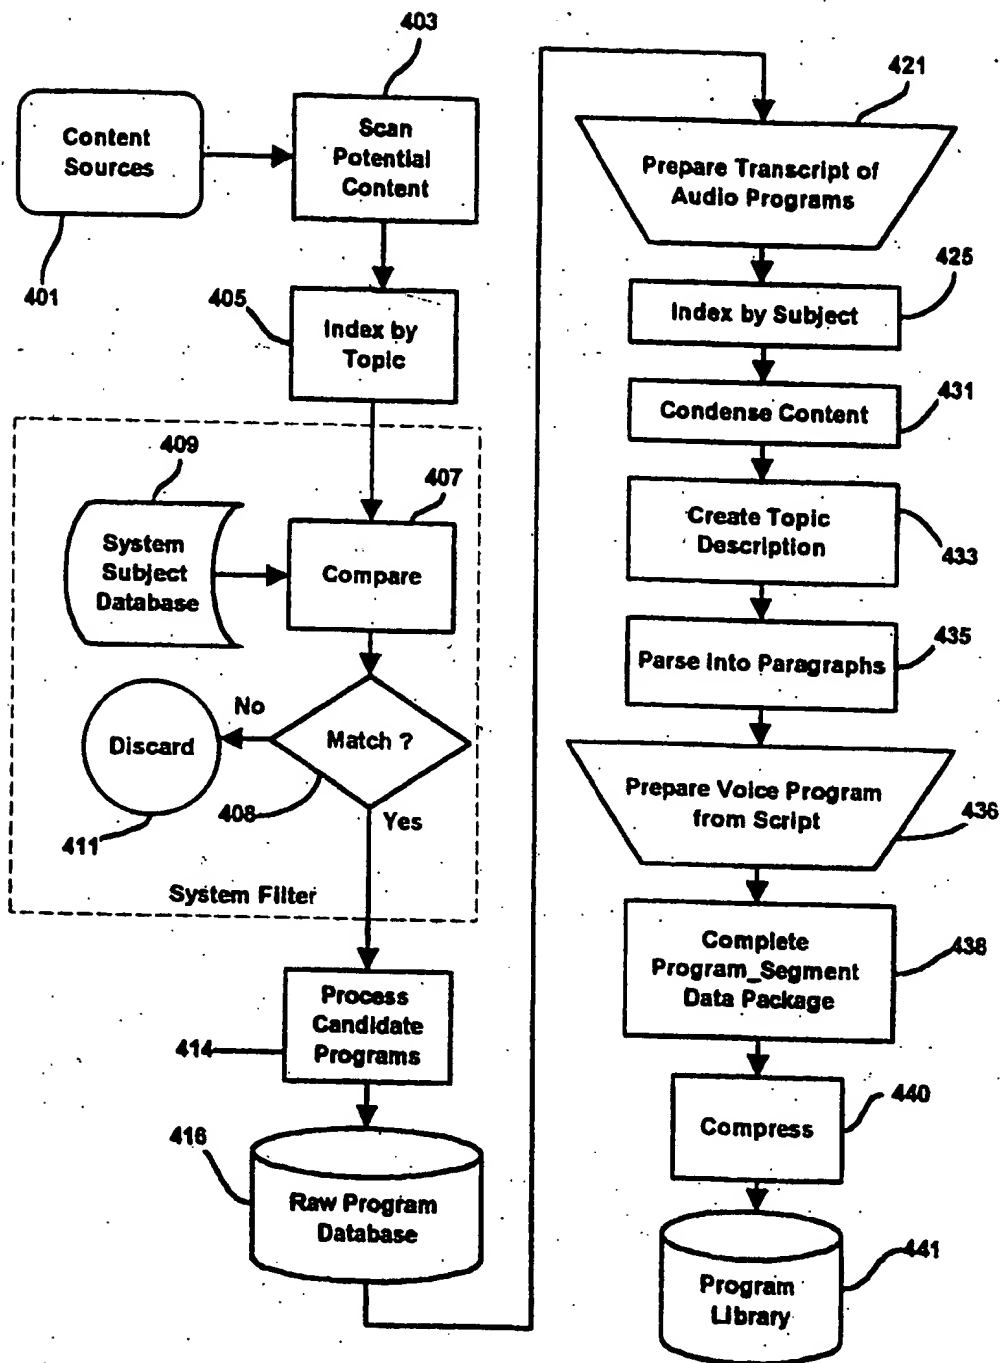 403
Content
Sources
401
Scan
Potential
Content
405
Index by
Topic
409
System
Subject
Database
407
Compare
No
Discard
411
Match ?
408
Yes
System Filter
Process
Candidate
Programs
414
416
Raw Program
Database
421
Prepare Transcript of
Audio Programs
425
Index by Subject
431
Condense Content
Create Topic
Description
433
435
Parse into Paragraphs
Prepare Voice Program
from Script
436
Complete
Program_Segment
Data Package
438
440
Compress
441
Program
Library